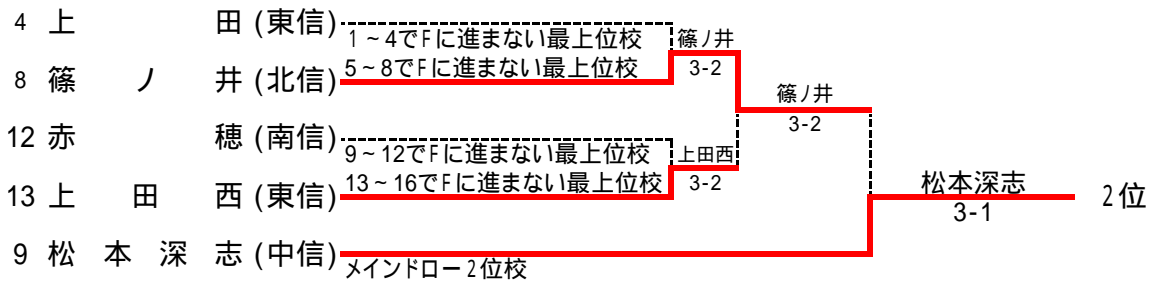 4 上田 (東信)
1~4でFに進まない最上位校
篠ノ井
3-2
8 篠ノ井 (北信)
5~8でFに進まない最上位校
篠ノ井
3-2
12 赤穂 (南信)
9~12でFに進まない最上位校
上田西
3-2
13 上田西 (東信)
13~16でFに進まない最上位校
松本深志
3-1
2位
9 松本深志 (中信)
メインドロー2位校